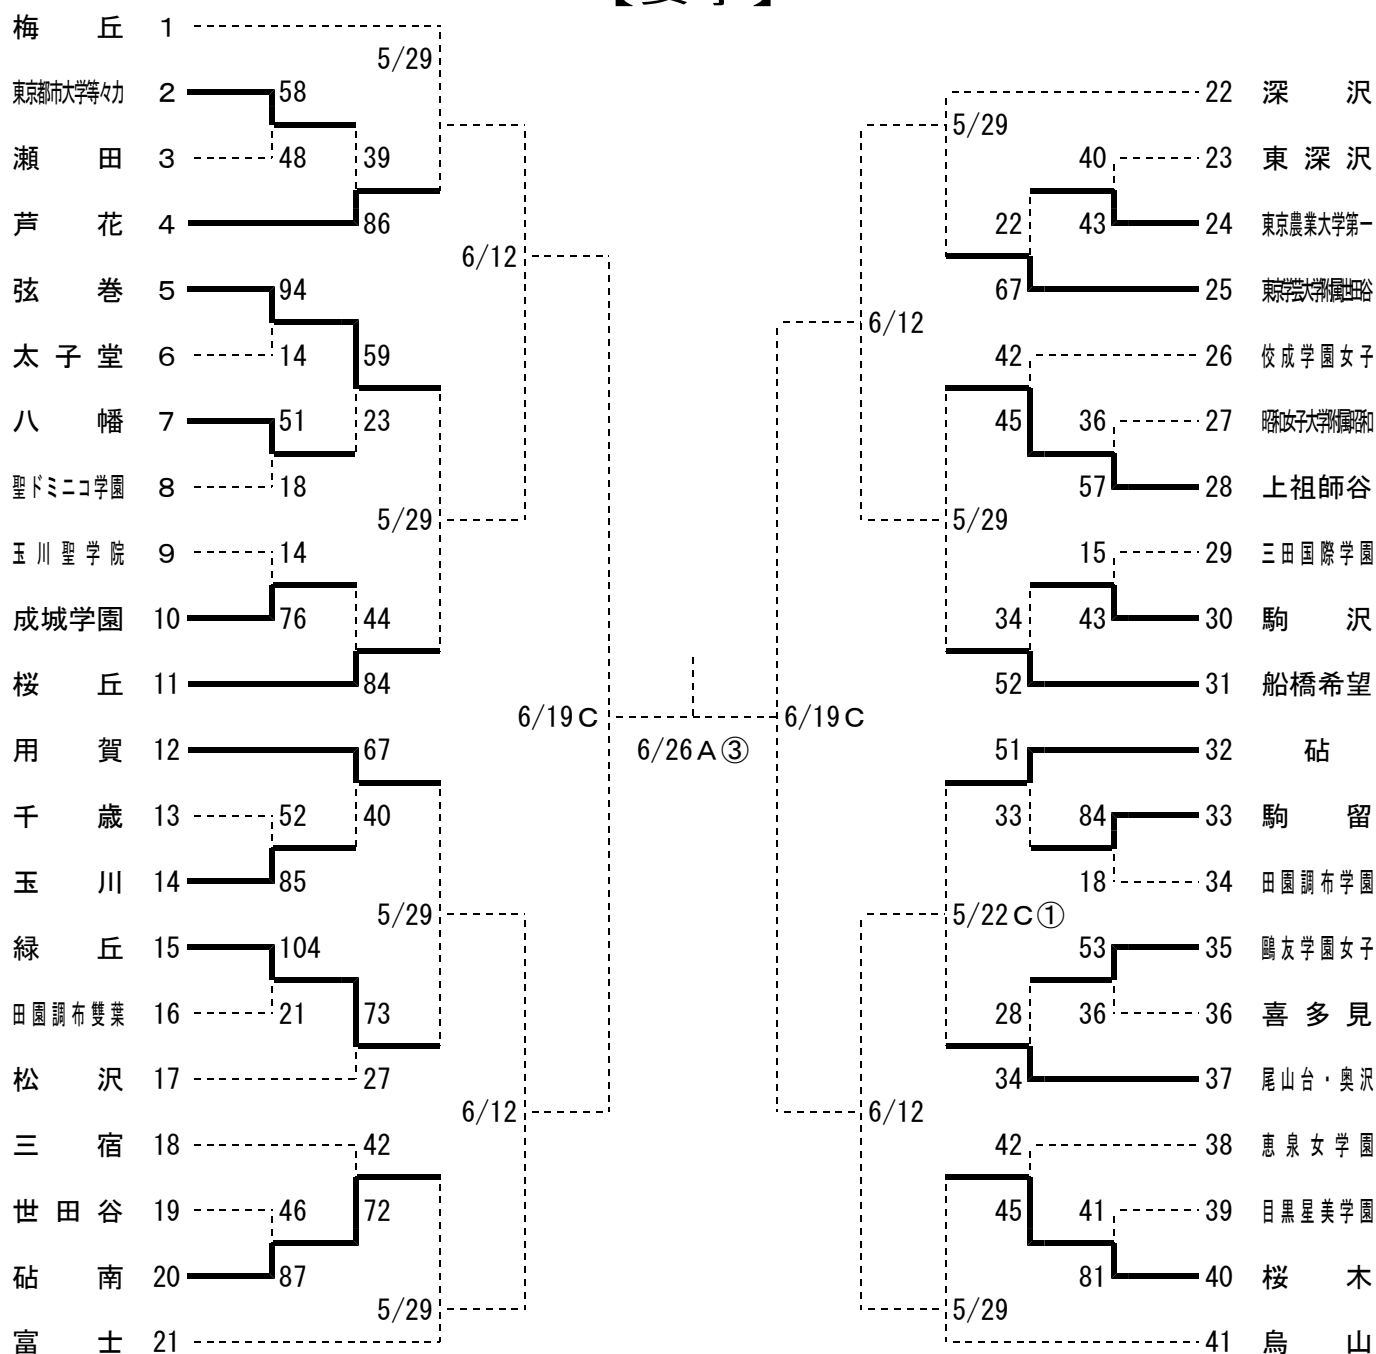 梅丘 1
5/29
東京都市大学等々力 2 58
瀬田 3 48 39
芦花 4 86
6/12
弦巻 5 94
太子堂 6 14 59
八幡 7 51 23
聖ドミニコ学園 8 18
5/29
玉川聖学院 9 14
成城学園 10 76 44
桜丘 11 84
6/19C
用賀 12 67
千歳 13 52 40
玉川 14 85
5/29
緑丘 15 104
田園調布雙葉 16 21 73
松沢 17 27
6/12
三宿 18 42
世田谷 19 46 72
砧南 20 87
5/29
富士 21
6/26A③
22 深沢
5/29
40 23 東深沢
22 43 24 東京農業大学第一
67 25 東京学芸大学附属世田谷
6/12
42 26 佼成学園女子
45 36 27 昭和女子大学附属昭和
57 28 上祖師谷
5/29
15 29 三田国際学園
34 43 30 駒沢
52 31 船橋希望
6/19C
51 32 砧
33 84 33 駒留
18 34 田園調布学園
5/22C①
53 35 鷗友学園女子
28 36 36 喜多見
34 37 尾山台・奥沢
6/12
42 38 恵泉女学園
45 41 39 目黒星美学園
81 40 桜木
5/29
41 烏山